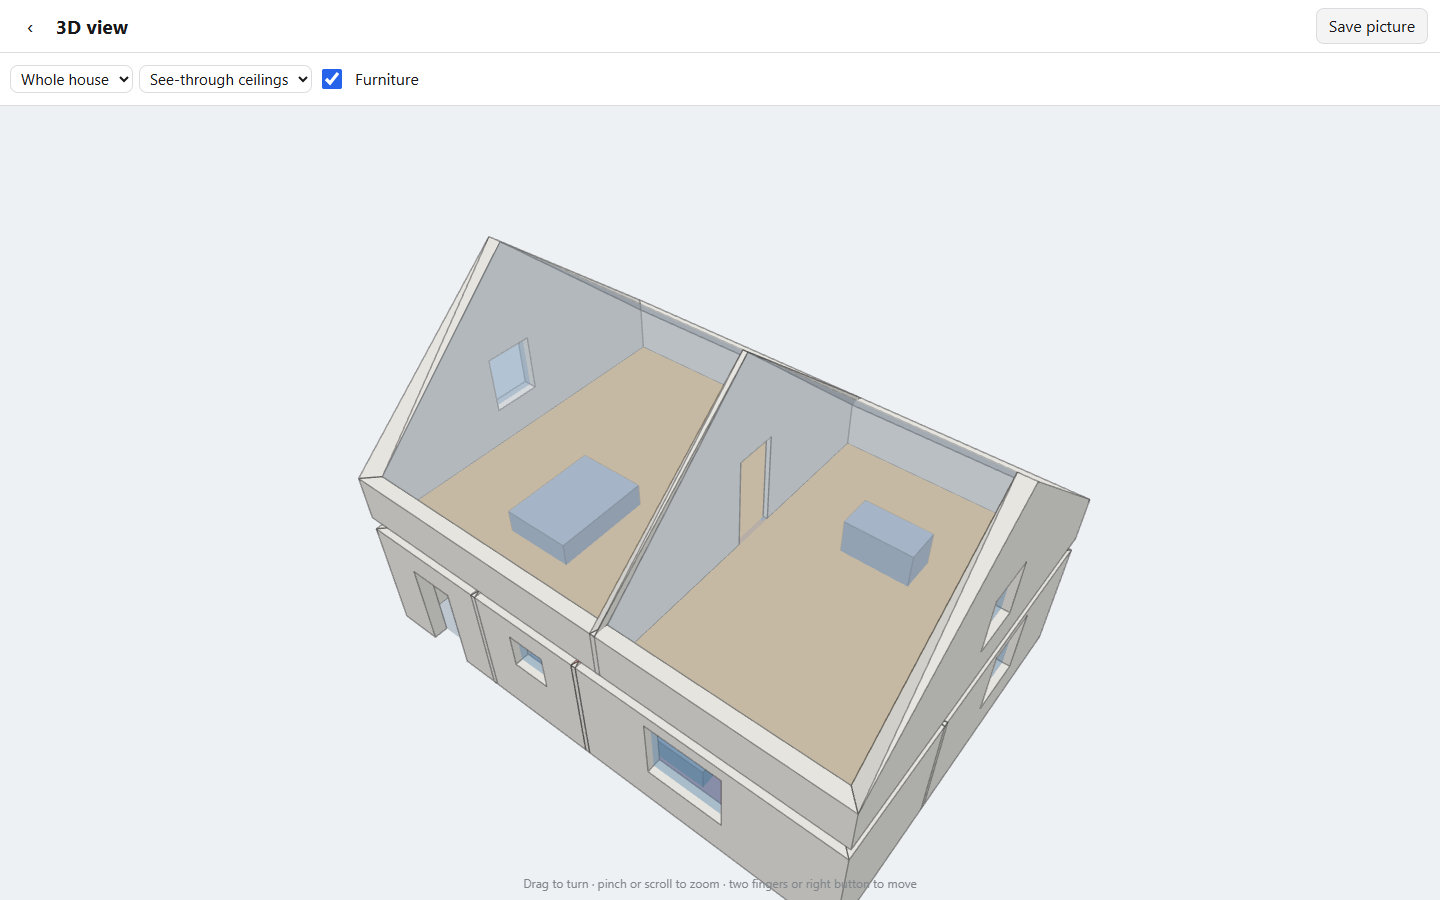 ‹ 3D view Save picture
Whole house See-through ceilings Furniture
Drag to turn · pinch or scroll to zoom · two fingers or right button to move